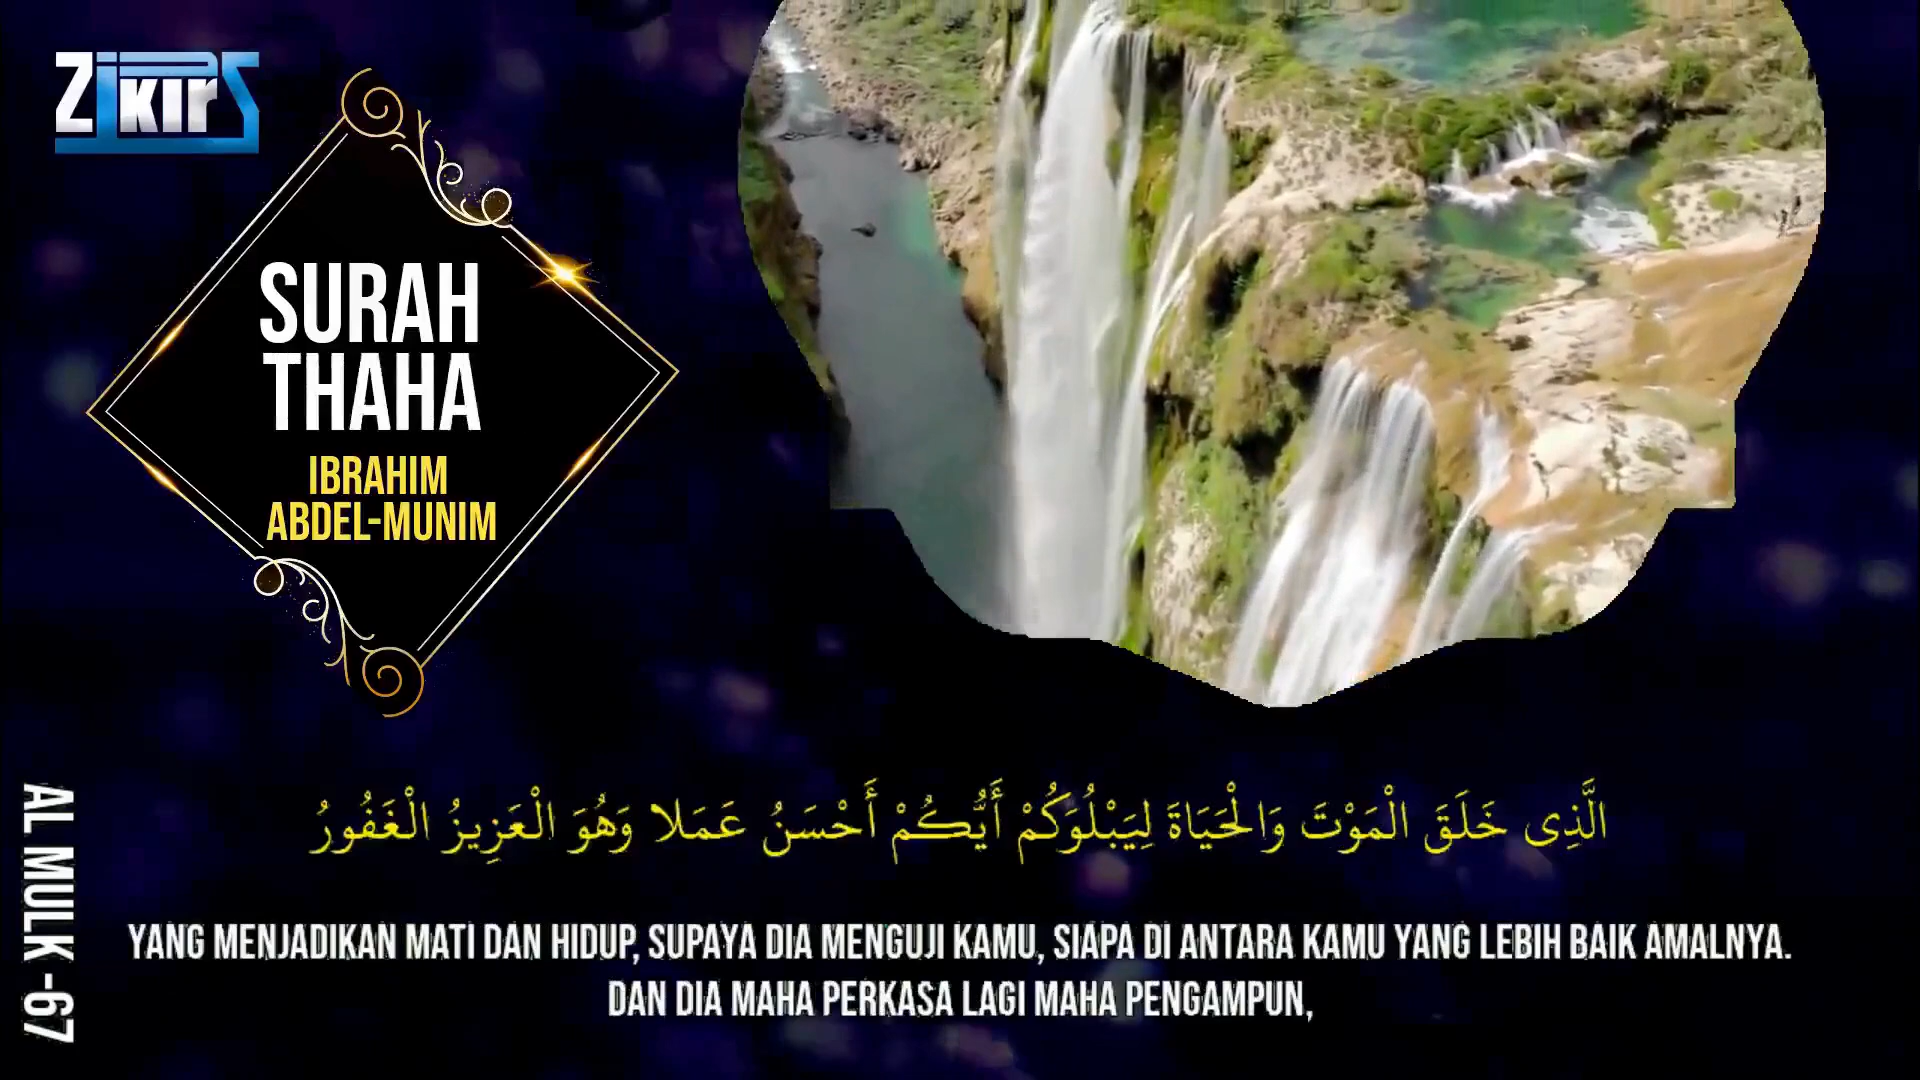 Zikir
SURAH
THAHA
IBRAHIM
ABDEL-MUNIM
الَّذِى خَلَقَ الْمَوْتَ وَالْحَيَاةَ لِيَبْلُوَكُمْ أَيُّكُمْ أَحْسَنُ عَمَلا وَهُوَ الْعَزِيزُ الْغَفُورُ
YANG MENJADIKAN MATI DAN HIDUP, SUPAYA DIA MENGUJI KAMU, SIAPA DI ANTARA KAMU YANG LEBIH BAIK AMALNYA.
DAN DIA MAHA PERKASA LAGI MAHA PENGAMPUN,
AL MULK -67